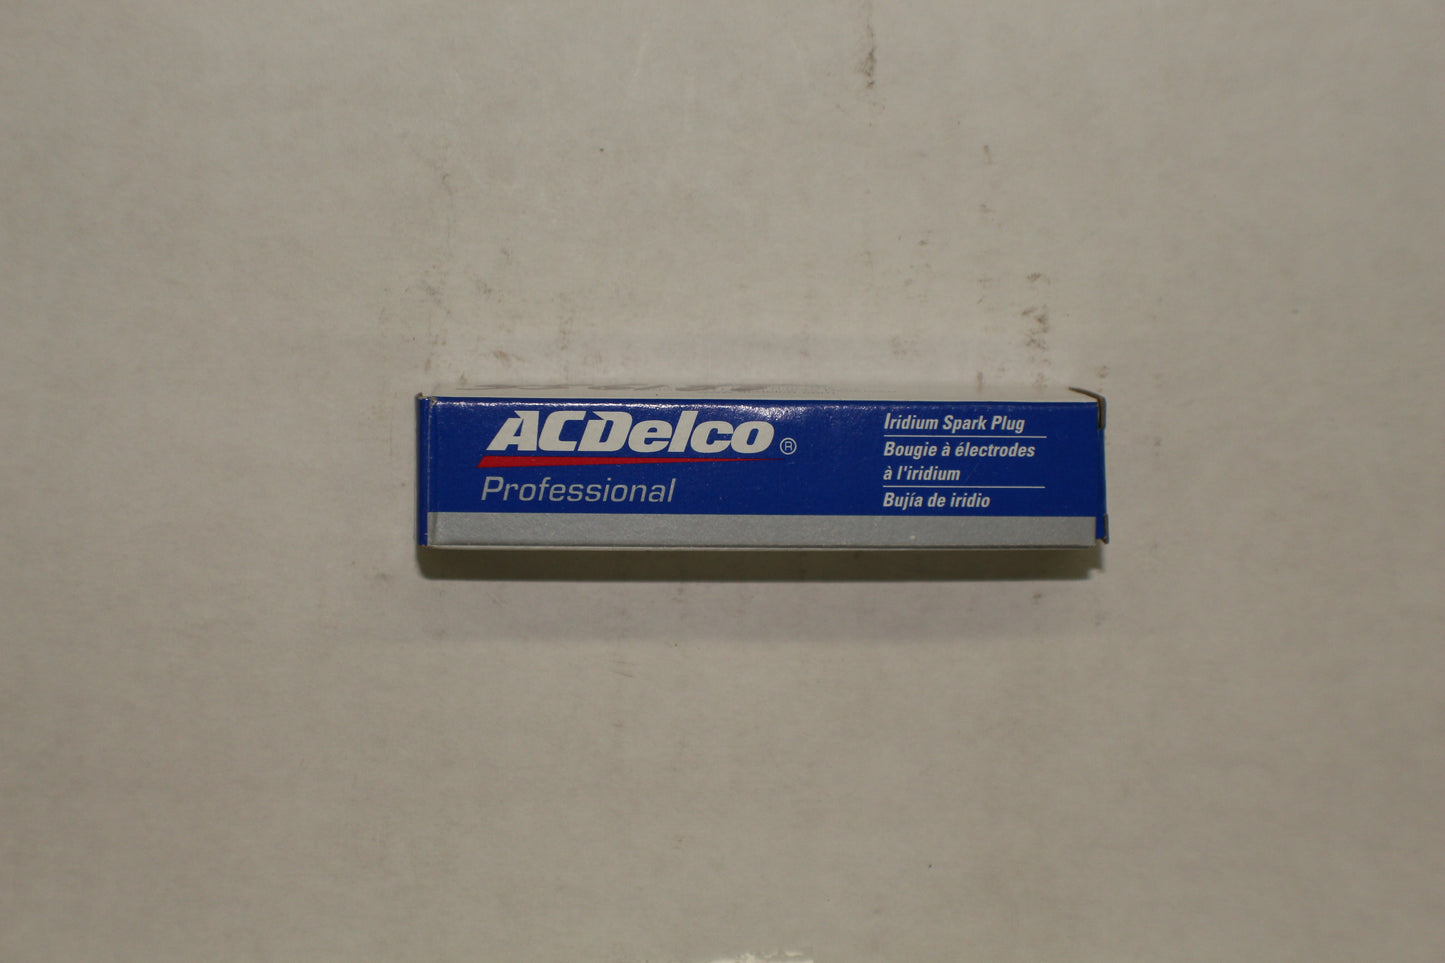 ACDelco®
Professional
Iridium Spark Plug
Bougie à électrodes
à l'iridium
Bujía de iridio